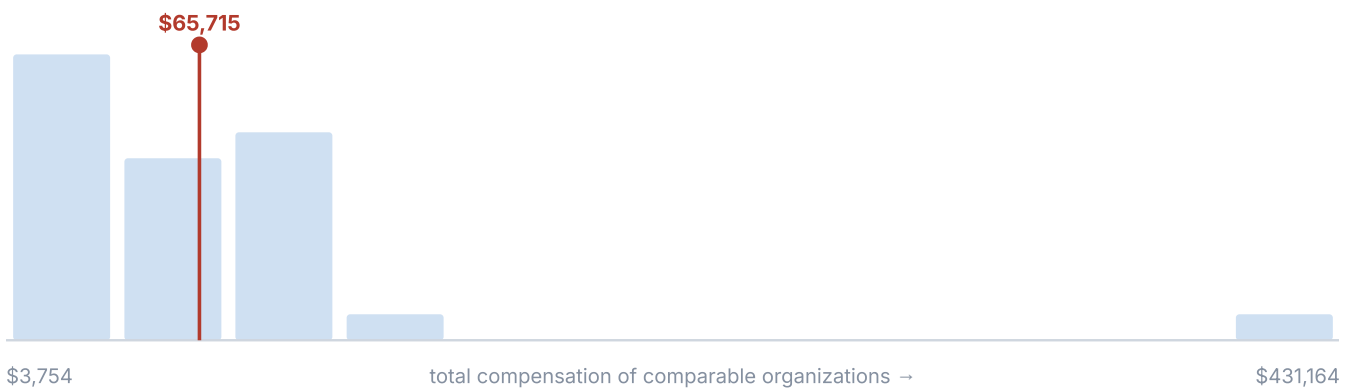 $65,715
$3,754
total compensation of comparable organizations →
$431,164